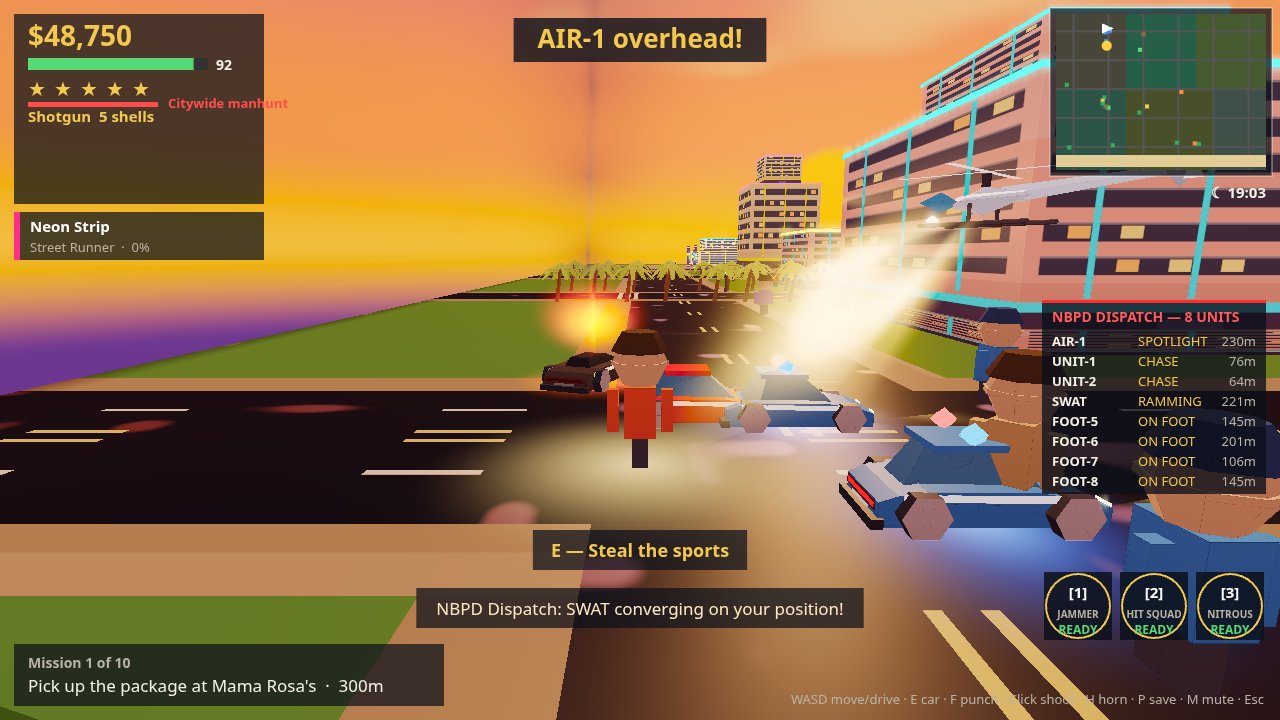 $48,750
92
★ ★ ★ ★ ★
Citywide manhunt
Shotgun 5 shells
Neon Strip
Street Runner · 0%
AIR-1 overhead!
☾ 19:03
NBPD DISPATCH — 8 UNITS
AIR-1 SPOTLIGHT 230m
UNIT-1 CHASE 76m
UNIT-2 CHASE 64m
SWAT RAMMING 221m
FOOT-5 ON FOOT 145m
FOOT-6 ON FOOT 201m
FOOT-7 ON FOOT 106m
FOOT-8 ON FOOT 145m
E — Steal the sports
NBPD Dispatch: SWAT converging on your position!
[1] JAMMER READY
[2] HIT SQUAD READY
[3] NITROUS READY
Mission 1 of 10
Pick up the package at Mama Rosa's · 300m
WASD move/drive · E car · F punch · horn · P save · M mute · Esc